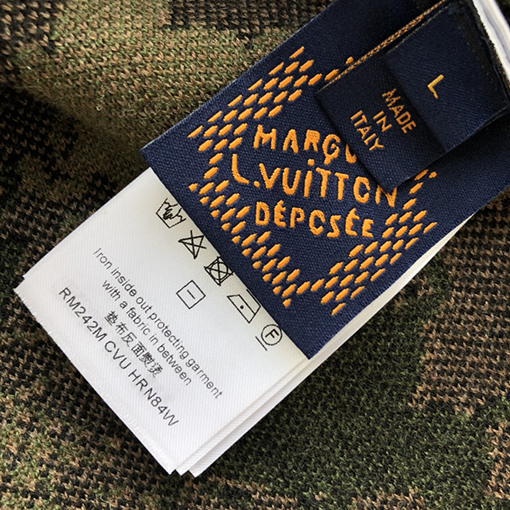 L
MADE
IN
ITALY
MARQUE
L.VUITTON
DÉPOSÉE
Iron inside out protecting garment
with a fabric in between
垫布反面熨烫
RM242M CVU HRN84W